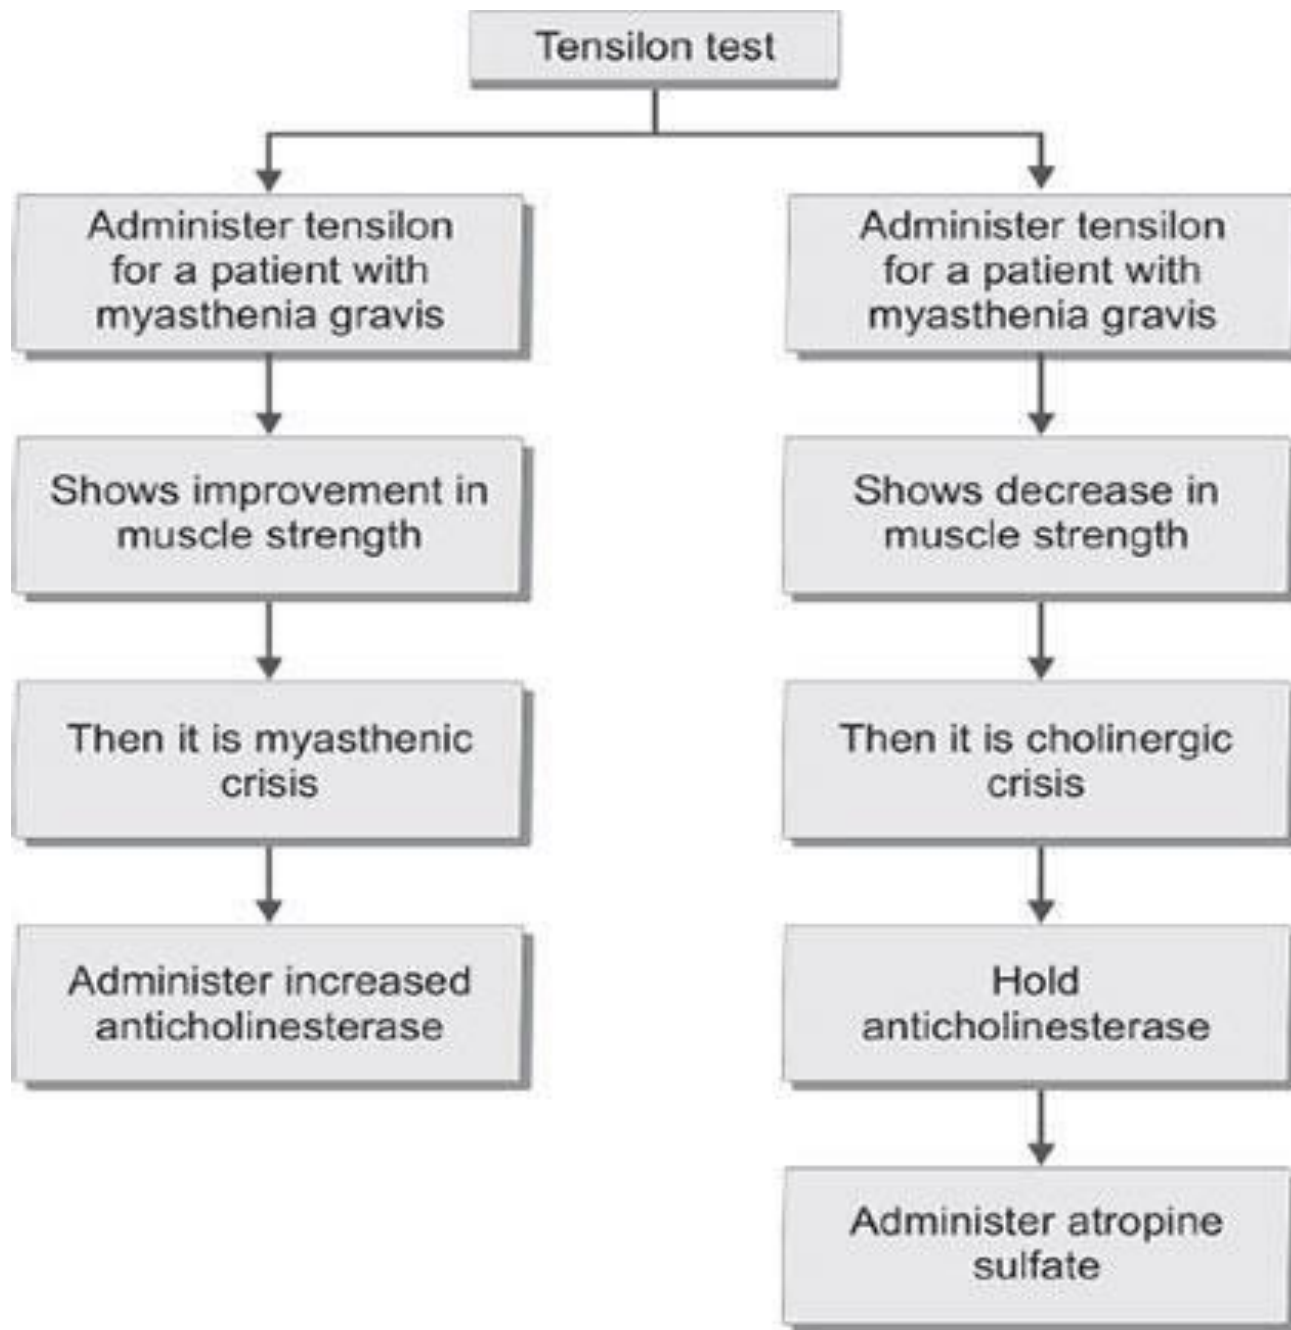 Tensilon test
Administer tensilon
for a patient with
myasthenia gravis
Shows improvement in
muscle strength
Then it is myasthenic
crisis
Administer increased
anticholinesterase
Administer tensilon
for a patient with
myasthenia gravis
Shows decrease in
muscle strength
Then it is cholinergic
crisis
Hold
anticholinesterase
Administer atropine
sulfate